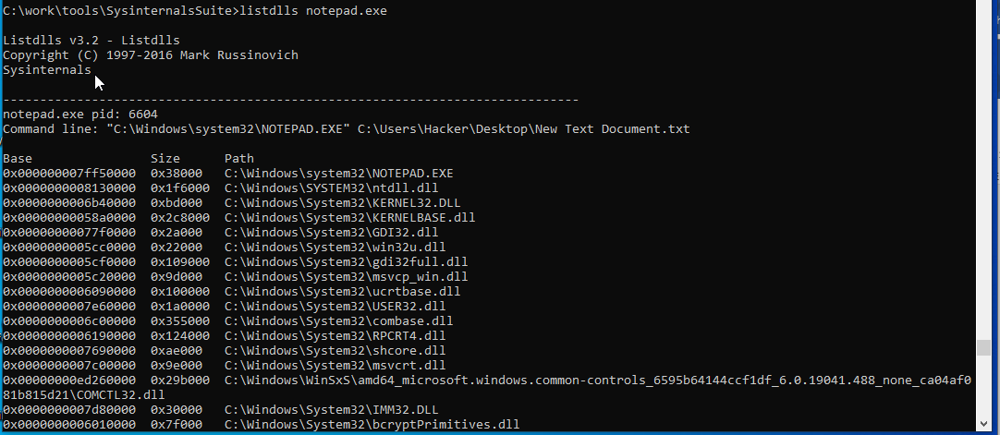 C:\work\tools\SysinternalsSuite>listdlls notepad.exe
Listdlls v3.2 - Listdlls
Copyright (C) 1997-2016 Mark Russinovich
Sysinternals
------------------------------------------------------------------------------
notepad.exe pid: 6604
Command line: "C:\Windows\system32\NOTEPAD.EXE" C:\Users\Hacker\Desktop\New Text Document.txt
Base                Size      Path
0x000000007ff50000  0x38000   C:\Windows\system32\NOTEPAD.EXE
0x0000000008130000  0x1f6000  C:\Windows\SYSTEM32\ntdll.dll
0x0000000006b40000  0xbd000   C:\Windows\System32\KERNEL32.DLL
0x00000000058a0000  0x2c8000  C:\Windows\System32\KERNELBASE.dll
0x00000000077f0000  0x2a000   C:\Windows\System32\GDI32.dll
0x0000000005cc0000  0x22000   C:\Windows\System32\win32u.dll
0x0000000005cf0000  0x109000  C:\Windows\System32\gdi32full.dll
0x0000000005c20000  0x9d000   C:\Windows\System32\msvcp_win.dll
0x0000000006090000  0x100000  C:\Windows\System32\ucrtbase.dll
0x0000000007e60000  0x1a0000  C:\Windows\System32\USER32.dll
0x0000000006c00000  0x355000  C:\Windows\System32\combase.dll
0x0000000006190000  0x124000  C:\Windows\System32\RPCRT4.dll
0x0000000007690000  0xae000   C:\Windows\System32\shcore.dll
0x0000000007c00000  0x9e000   C:\Windows\System32\msvcrt.dll
0x00000000ed260000  0x29b000  C:\Windows\WinSxS\amd64_microsoft.windows.common-controls_6595b64144ccf1df_6.0.19041.488_none_ca04af0
81b815d21\COMCTL32.dll
0x0000000007d80000  0x30000   C:\Windows\System32\IMM32.DLL
0x0000000006010000  0x7f000   C:\Windows\System32\bcryptPrimitives.dll